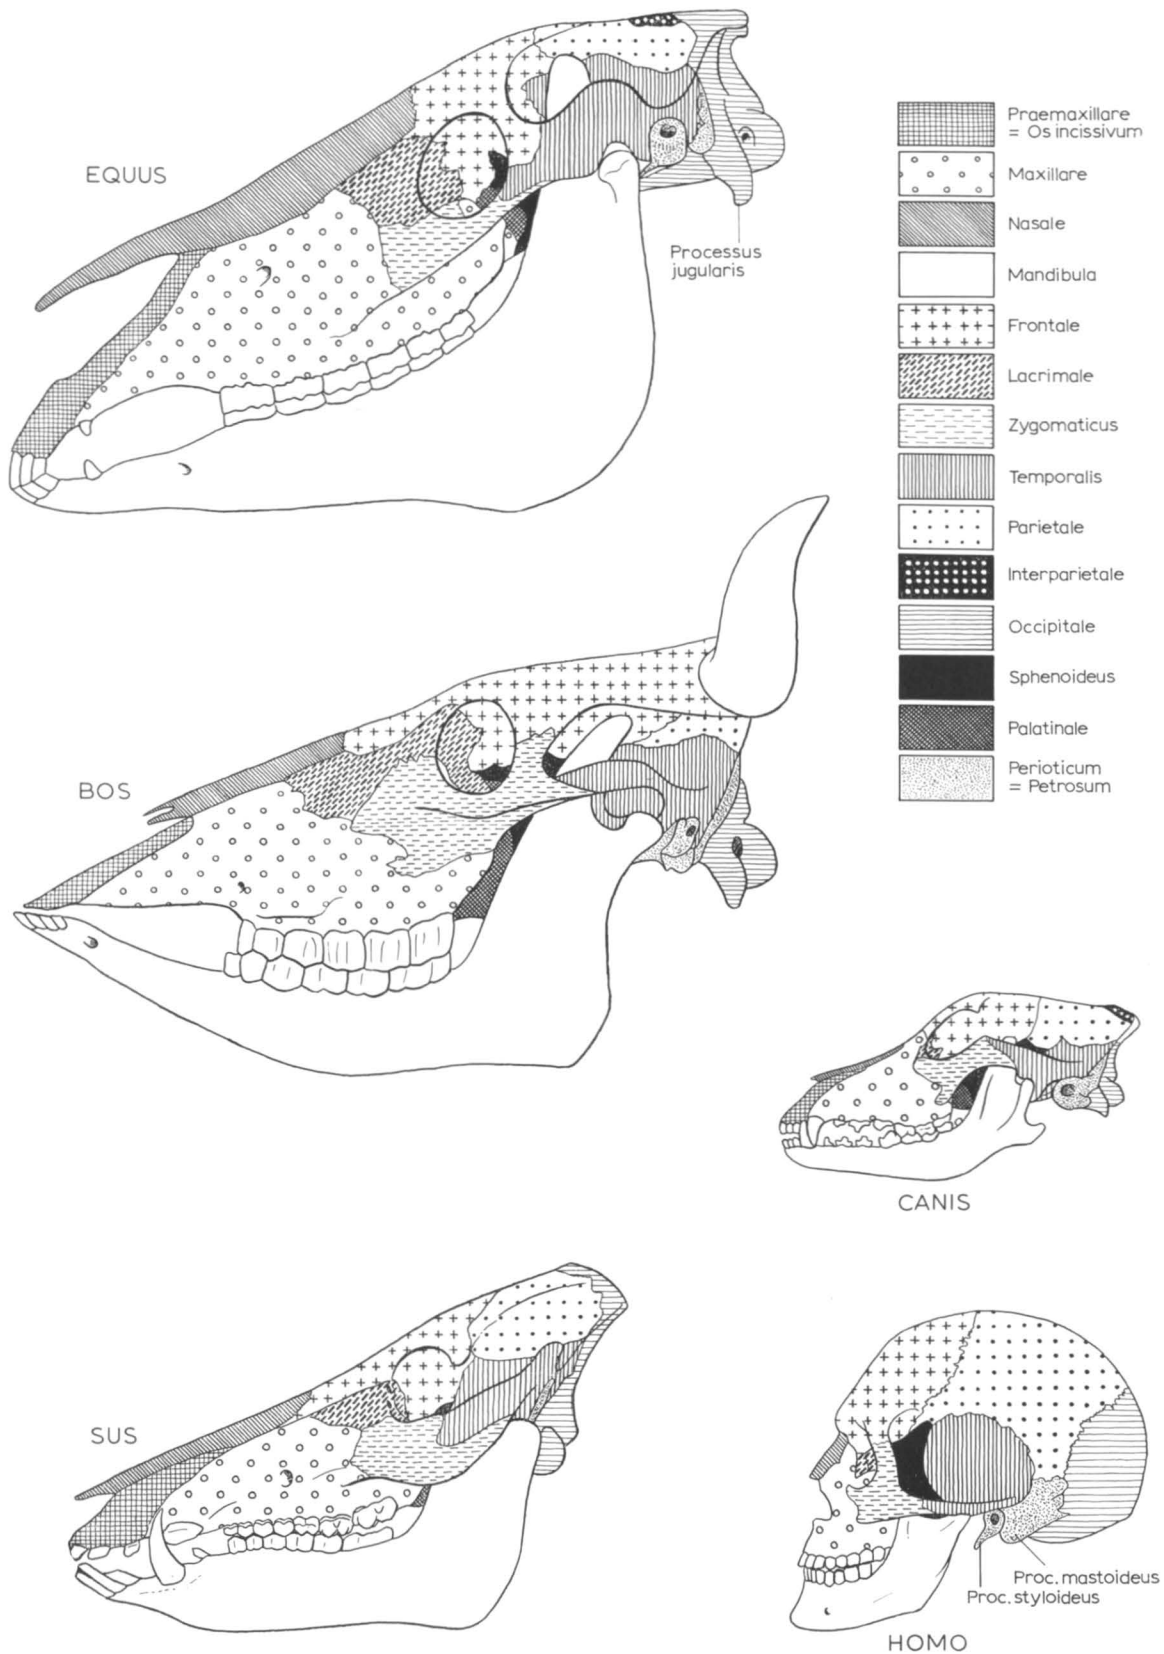 EQUUS
Processus
jugularis
Praemaxillare
= Os incissivum
Maxillare
Nasale
Mandibula
Frontale
Lacrimale
Zygomaticus
Temporalis
Parietale
Interparietale
Occipitale
Sphenoideus
Palatinale
Perioticum
= Petrosum
BOS
CANIS
SUS
Proc. mastoideus
Proc. styloideus
HOMO